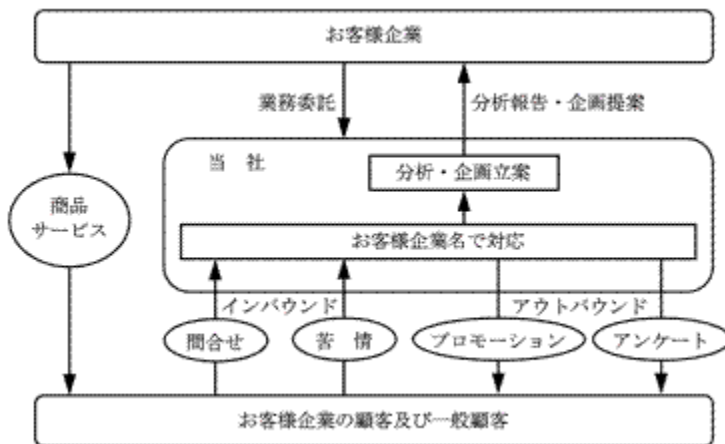 お客様企業
業務委託
分析報告・企画提案
当 社
分析・企画立案
商品
サービス
お客様企業名で対応
インバウンド
アウトバウンド
問合せ
苦 情
プロモーション
アンケート
お客様企業の顧客及び一般顧客